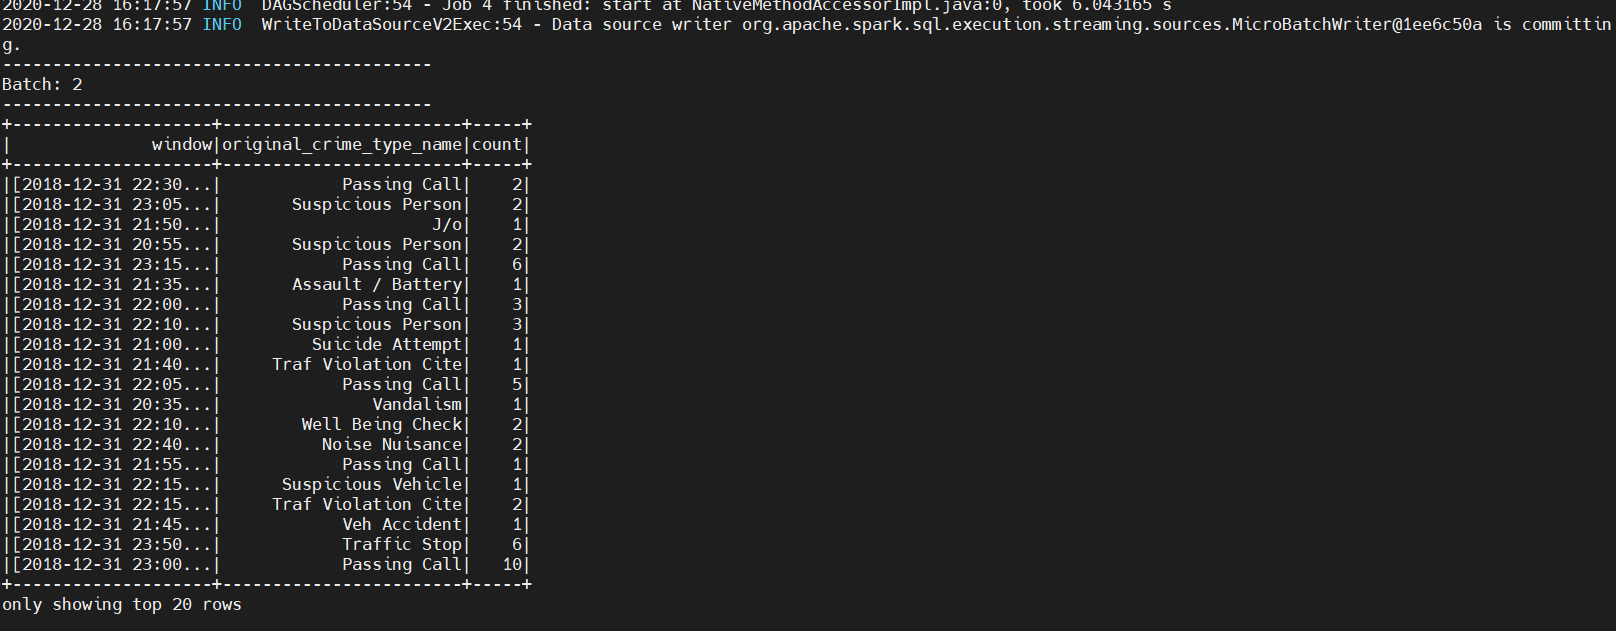 2020-12-28 16:17:57 INFO  DAGScheduler:54 - Job 4 finished: start at NativeMethodAccessorImpl.java:0, took 6.043165 s
2020-12-28 16:17:57 INFO  WriteToDataSourceV2Exec:54 - Data source writer org.apache.spark.sql.execution.streaming.sources.MicroBatchWriter@1ee6c50a is committin
g.
-------------------------------------------
Batch: 2
-------------------------------------------
+--------------------+------------------------+-----+
|              window|original_crime_type_name|count|
+--------------------+------------------------+-----+
|[2018-12-31 22:30...|            Passing Call|    2|
|[2018-12-31 23:05...|       Suspicious Person|    2|
|[2018-12-31 21:50...|                     J/o|    1|
|[2018-12-31 20:55...|       Suspicious Person|    2|
|[2018-12-31 23:15...|            Passing Call|    6|
|[2018-12-31 21:35...|       Assault / Battery|    1|
|[2018-12-31 22:00...|            Passing Call|    3|
|[2018-12-31 22:10...|       Suspicious Person|    3|
|[2018-12-31 21:00...|         Suicide Attempt|    1|
|[2018-12-31 21:40...|     Traf Violation Cite|    1|
|[2018-12-31 22:05...|            Passing Call|    5|
|[2018-12-31 20:35...|               Vandalism|    1|
|[2018-12-31 22:10...|        Well Being Check|    2|
|[2018-12-31 22:40...|          Noise Nuisance|    2|
|[2018-12-31 21:55...|            Passing Call|    1|
|[2018-12-31 22:15...|      Suspicious Vehicle|    1|
|[2018-12-31 22:15...|     Traf Violation Cite|    2|
|[2018-12-31 21:45...|            Veh Accident|    1|
|[2018-12-31 23:50...|            Traffic Stop|    6|
|[2018-12-31 23:00...|            Passing Call|   10|
+--------------------+------------------------+-----+
only showing top 20 rows